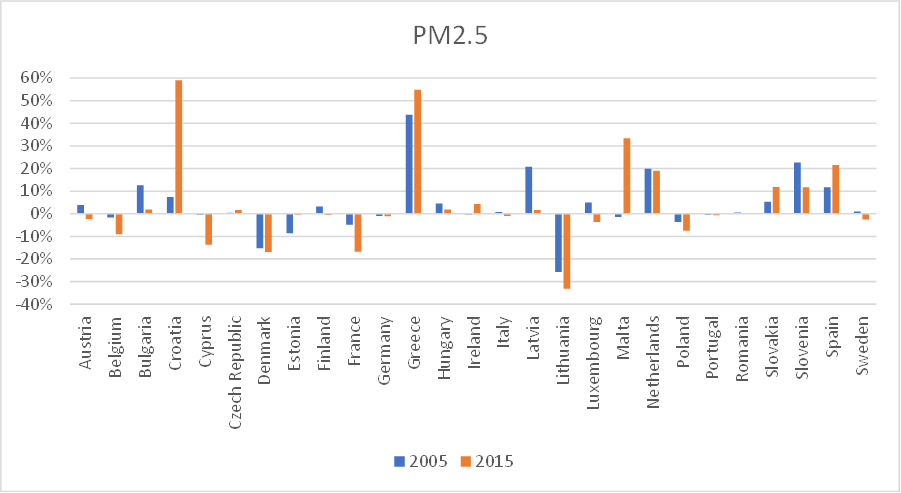 PM2.5
60%
50%
40%
30%
20%
10%
0%
-10%
-20%
-30%
-40%
Austria
Belgium
Bulgaria
Croatia
Cyprus
Czech Republic
Denmark
Estonia
Finland
France
Germany
Greece
Hungary
Ireland
Italy
Latvia
Lithuania
Luxembourg
Malta
Netherlands
Poland
Portugal
Romania
Slovakia
Slovenia
Spain
Sweden
2005 2015